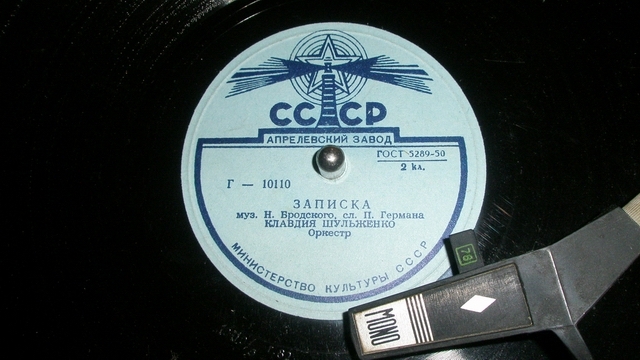 СССР
АПРЕЛЕВСКИЙ ЗАВОД
ГОСТ 5289-50
2 кл.
Г — 10110
ЗАПИСКА
муз. Н. Бродского, сл. П. Германа
КЛАВДИЯ ШУЛЬЖЕНКО
Оркестр
МИНИСТЕРСТВО КУЛЬТУРЫ СССР
78
MONO